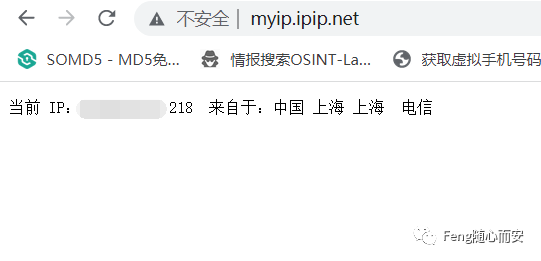 不安全 | myip.ipip.net
SOMD5 - MD5免... 情报搜索OSINT-La... 获取虚拟手机号码
当前 IP: 218 来自于: 中国 上海 上海 电信
Feng随心而安